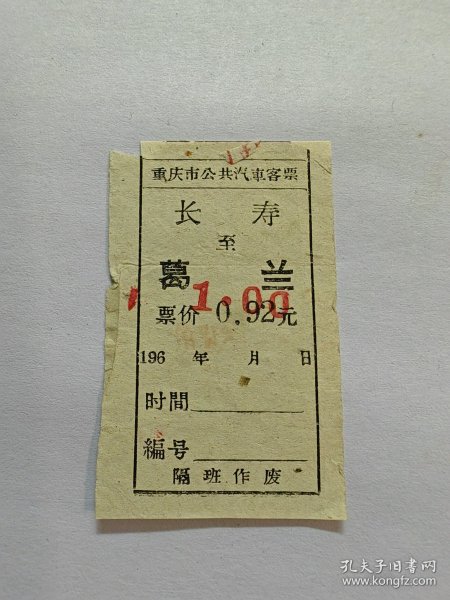 重庆市公共汽車客票
长寿
至
葛兰
1.00
票价 0.92元
196 年 月 日
时間
編号
隔班作废
孔夫子旧书网
www.kongfz.com